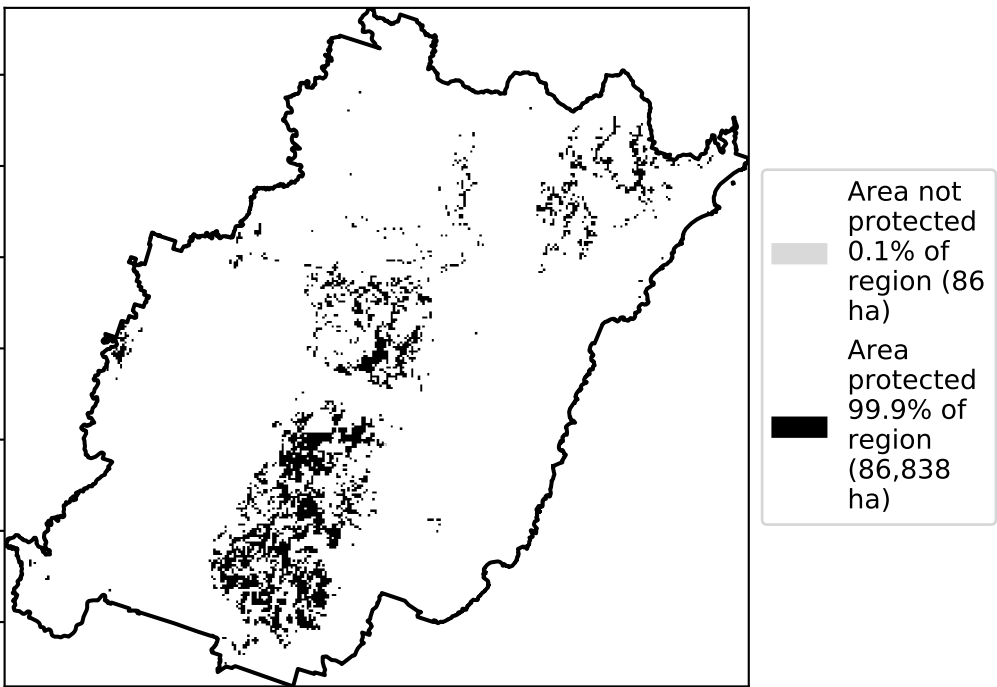 Area not
protected
0.1% of
region (86
ha)
Area
protected
99.9% of
region
(86,838
ha)